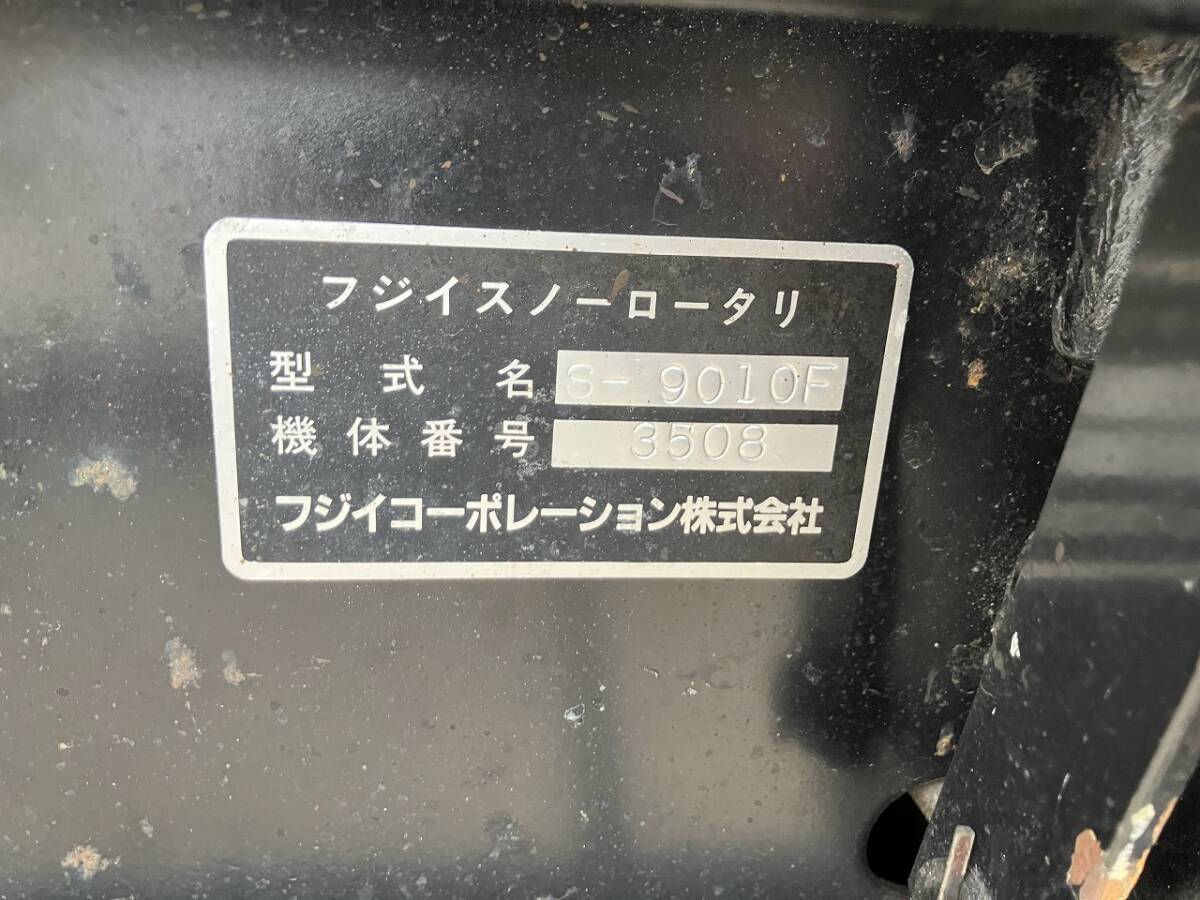 フジイスノーロータリ
型式名 S-9010F
機体番号 3508
フジイコーポレーション株式会社